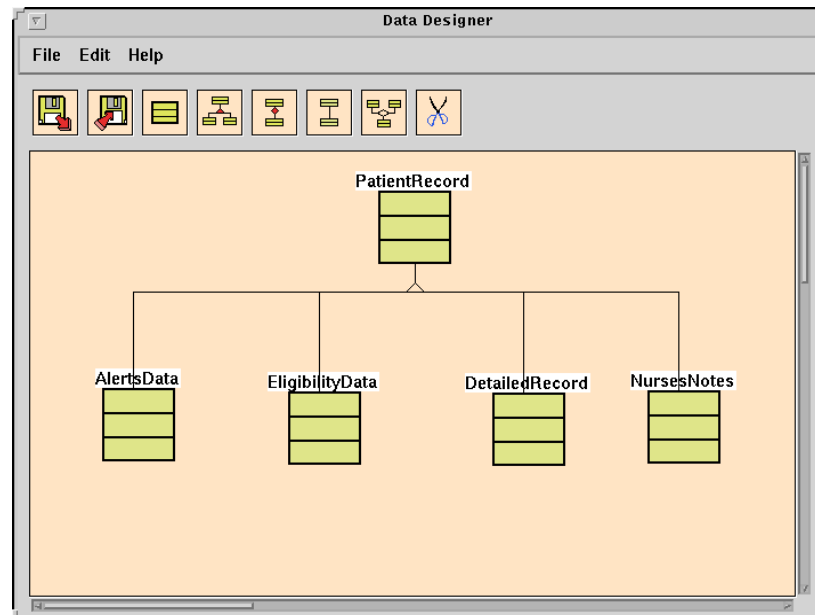 Data Designer
File Edit Help
PatientRecord
AlertsData
EligibilityData
DetailedRecord
NursesNotes